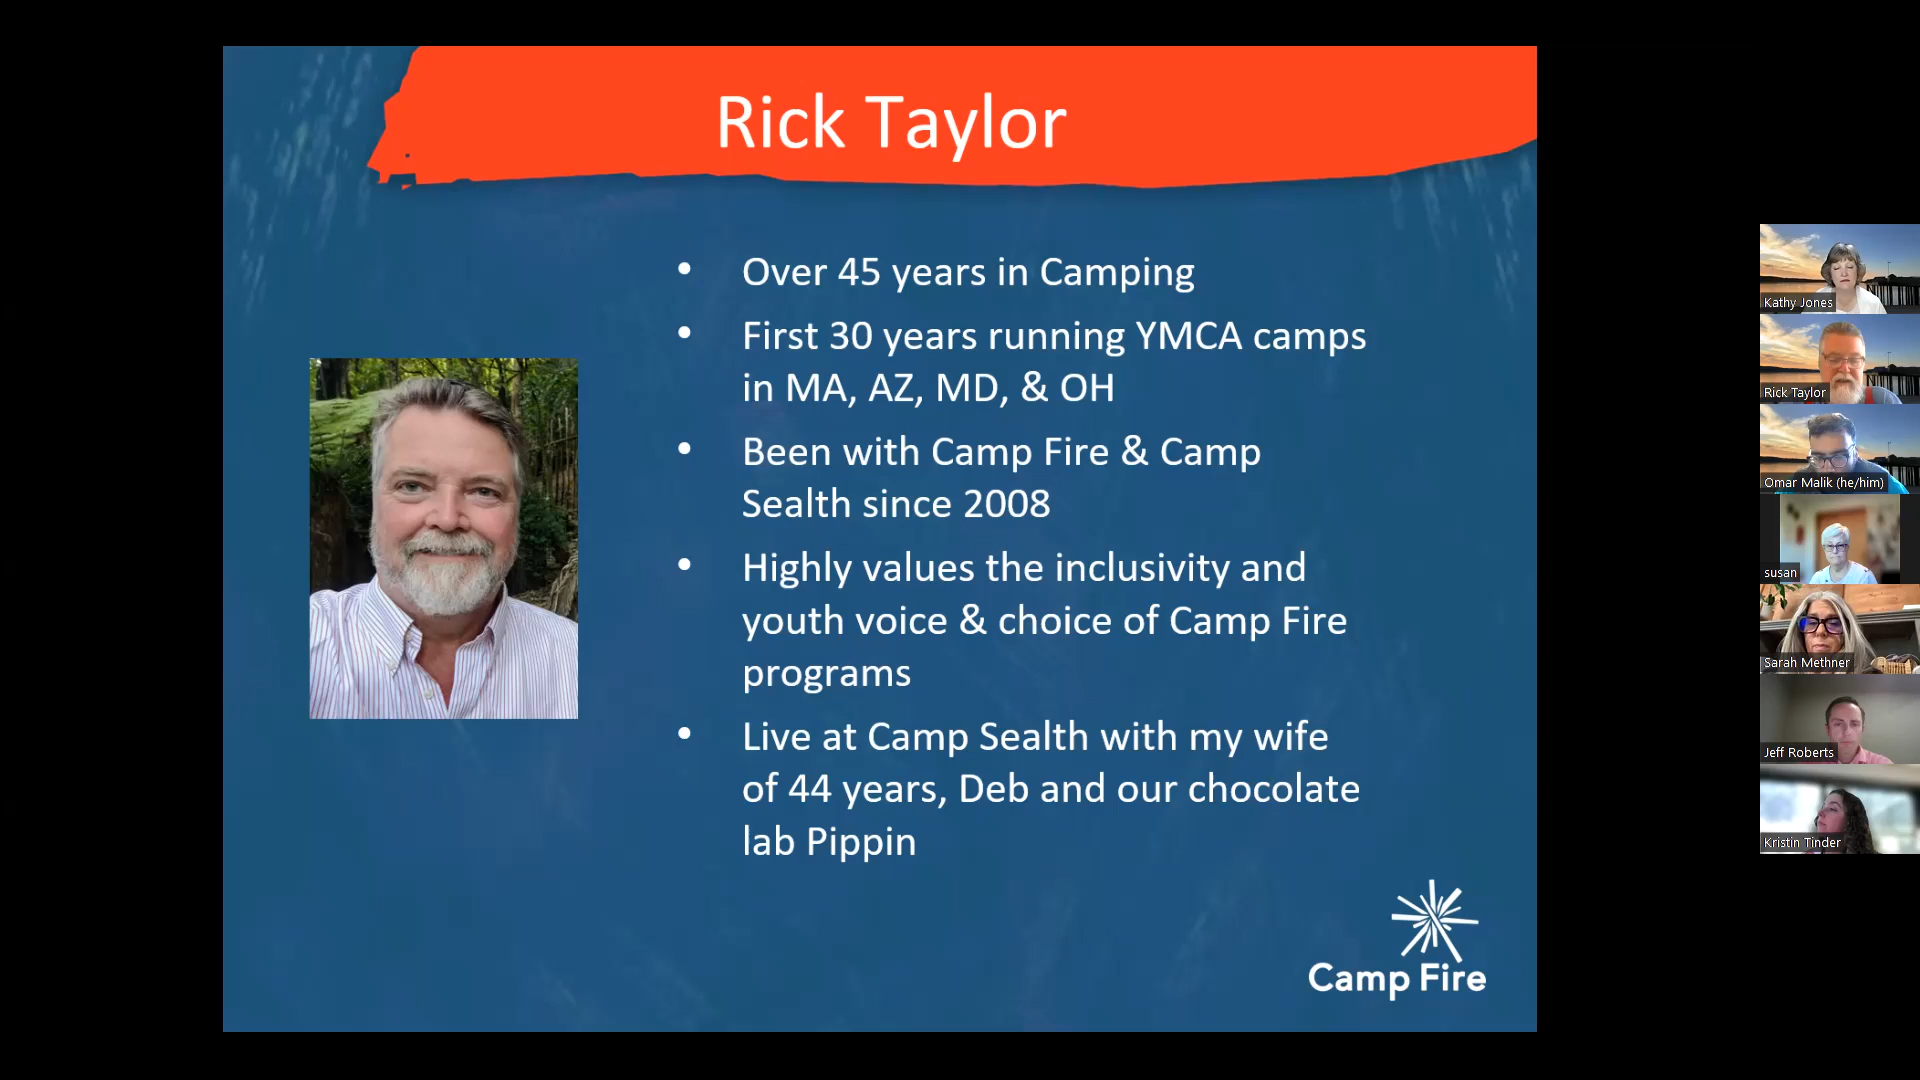 Rick Taylor
• Over 45 years in Camping
• First 30 years running YMCA camps
in MA, AZ, MD, & OH
• Been with Camp Fire & Camp
Sealth since 2008
• Highly values the inclusivity and
youth voice & choice of Camp Fire
programs
• Live at Camp Sealth with my wife
of 44 years, Deb and our chocolate
lab Pippin
Camp Fire
Kathy Jones
Rick Taylor
Omar Malik (he/him)
susan
Sarah Methner
Jeff Roberts
Kristin Tinder